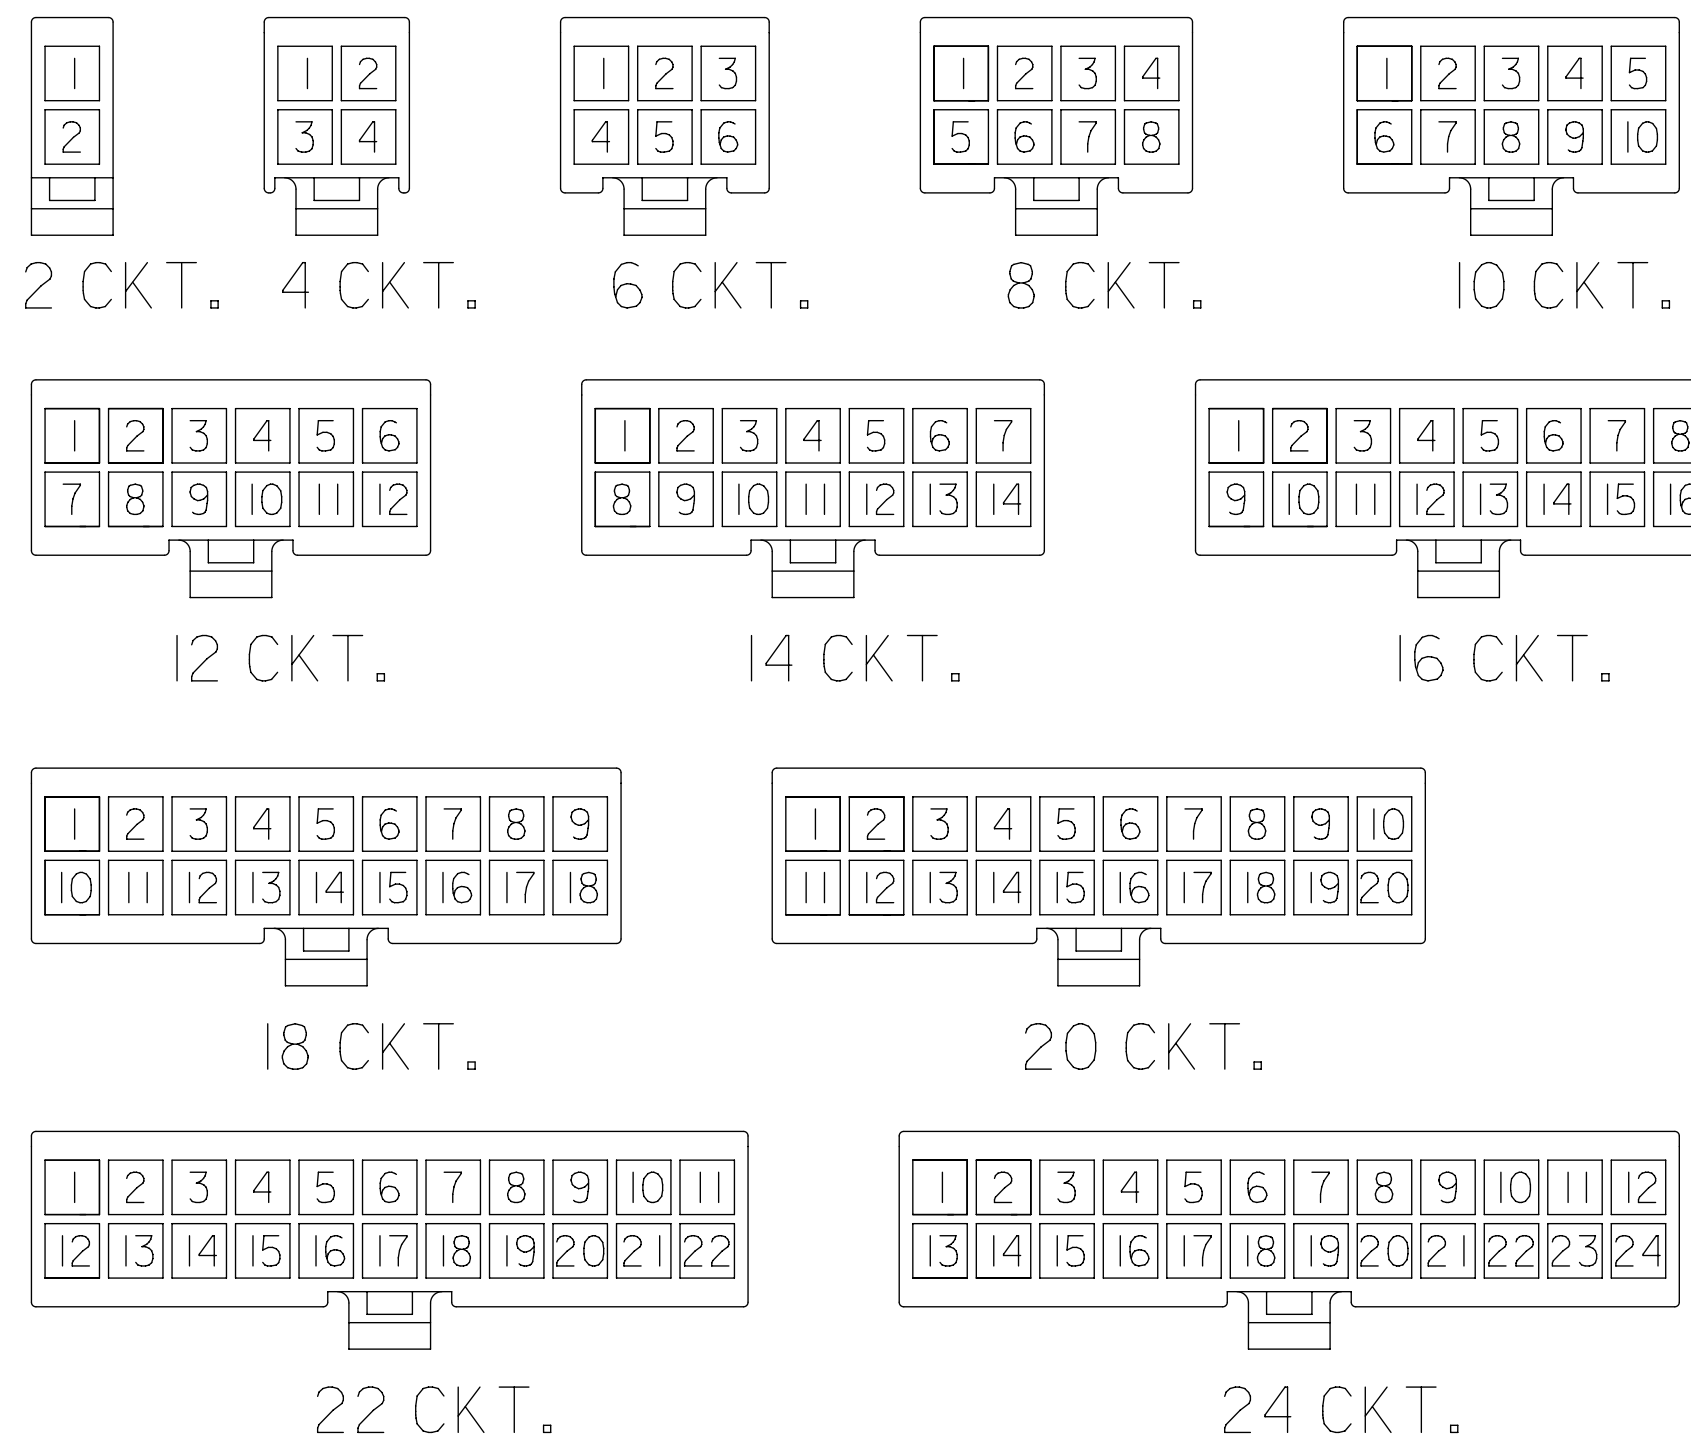 1 1 2 1 2 3 1 2 3 4 1 2 3 4 5
2 3 4 4 5 6 5 6 7 8 6 7 8 9 10
2 CKT. 4 CKT. 6 CKT. 8 CKT. 10 CKT.
1 2 3 4 5 6 1 2 3 4 5 6 7 1 2 3 4 5 6 7 8
7 8 9 10 11 12 8 9 10 11 12 13 14 9 10 11 12 13 14 15 16
12 CKT. 14 CKT. 16 CKT.
1 2 3 4 5 6 7 8 9 1 2 3 4 5 6 7 8 9 10
10 11 12 13 14 15 16 17 18 11 12 13 14 15 16 17 18 19 20
18 CKT. 20 CKT.
1 2 3 4 5 6 7 8 9 10 11 1 2 3 4 5 6 7 8 9 10 11 12
12 13 14 15 16 17 18 19 20 21 22 13 14 15 16 17 18 19 20 21 22 23 24
22 CKT. 24 CKT.